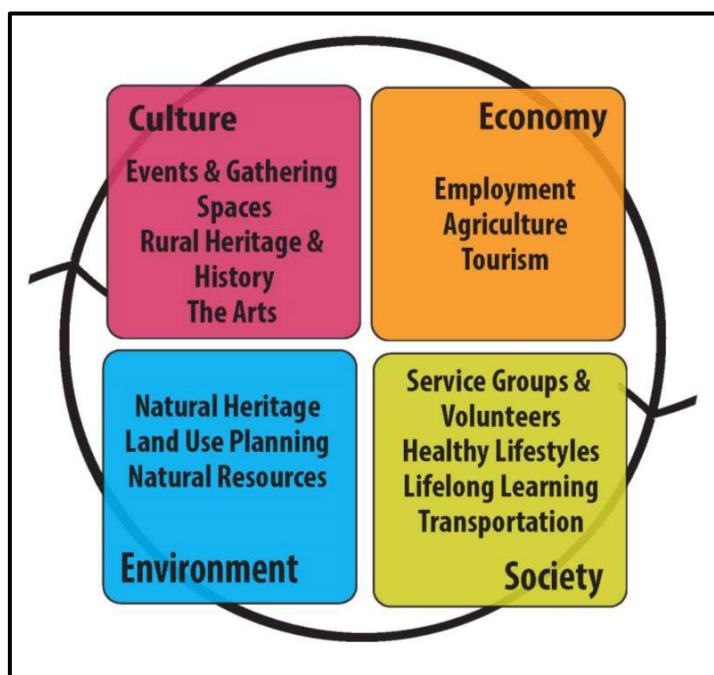 Culture
Events & Gathering
Spaces
Rural Heritage &
History
The Arts
Economy
Employment
Agriculture
Tourism
Natural Heritage
Land Use Planning
Natural Resources
Environment
Service Groups &
Volunteers
Healthy Lifestyles
Lifelong Learning
Transportation
Society